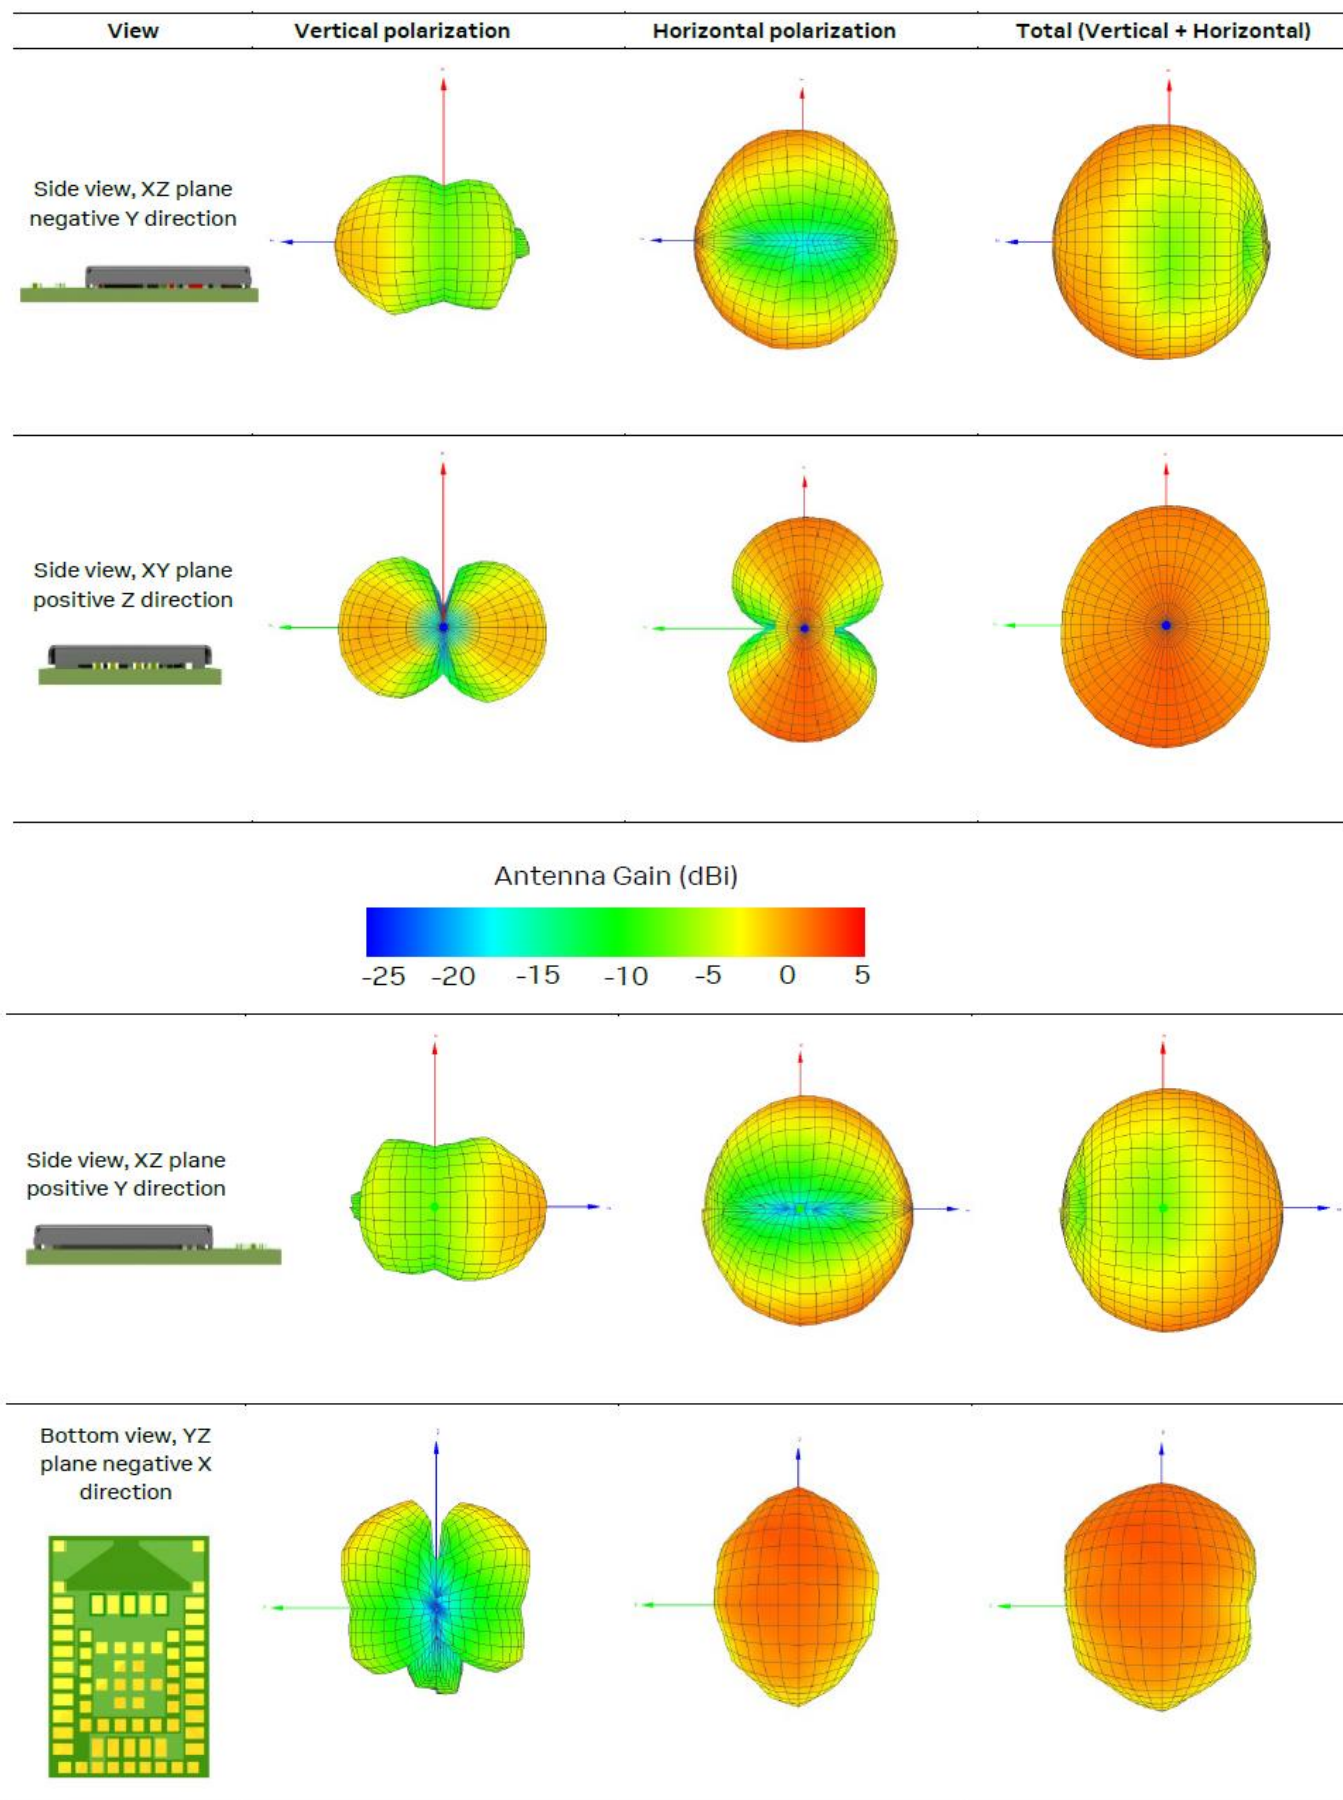 View Vertical polarization Horizontal polarization Total (Vertical + Horizontal)
Side view, XZ plane
negative Y direction
Side view, XY plane
positive Z direction
Antenna Gain (dBi)
-25 -20 -15 -10 -5 0 5
Side view, XZ plane
positive Y direction
Bottom view, YZ
plane negative X
direction